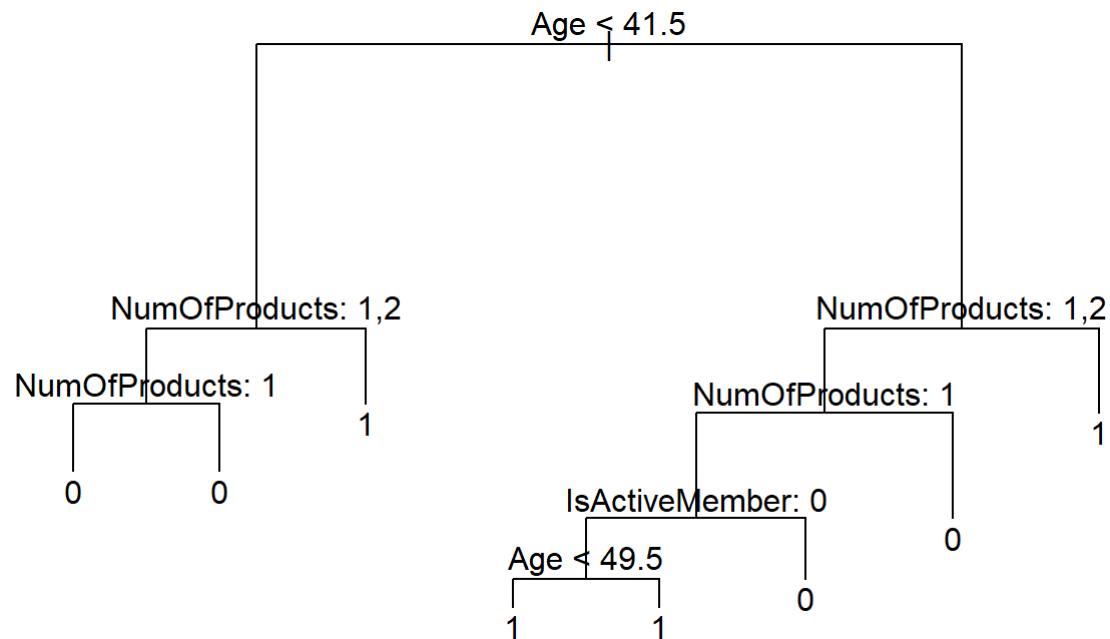 Age < 41.5
NumOfProducts: 1,2
NumOfProducts: 1,2
NumOfProducts: 1
NumOfProducts: 1
1
1
0
0
IsActiveMember: 0
0
Age < 49.5
0
1
1